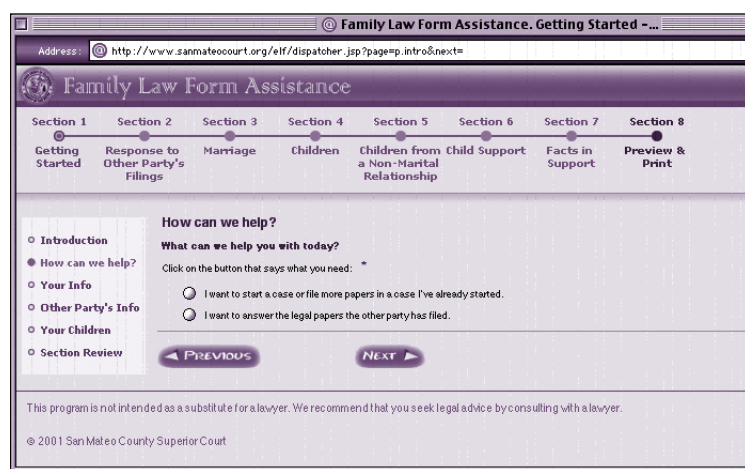 Family Law Form Assistance. Getting Started -...
Address: @ http://www.sanmateocourt.org/elf/dispatcher.jsp?page=p.intro&next=
Family Law Form Assistance
Section 1 Section 2 Section 3 Section 4 Section 5 Section 6 Section 7 Section 8
Getting Response to Marriage Children Children from Child Support Facts in Preview &
Started Other Party's a Non-Marital Support Print
Filings Relationship
How can we help?
Introduction
What can we help you with today?
How can we help?
Click on the button that says what you need: *
Your Info
I want to start a case or file more papers in a case I've already started.
Other Party's Info
I want to answer the legal papers the other party has filed.
Your Children
Section Review
PREVIOUS NEXT
This program is not intended as a substitute for a lawyer. We recommend that you seek legal advice by consulting with a lawyer.
© 2001 San Mateo County Superior Court